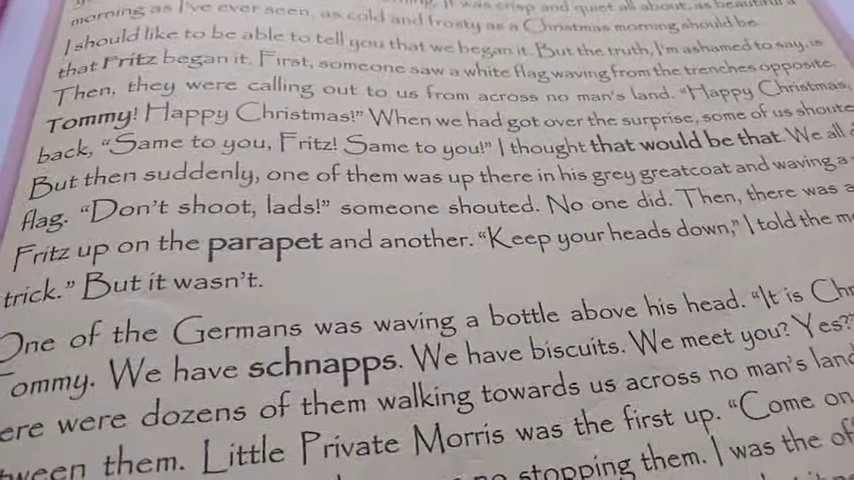 morning as I've ever seen, as cold and frosty as a Christmas morning should be.
I should like to be able to tell you that we began it. But the truth, I'm ashamed to say, is
that Fritz began it. First, someone saw a white flag waving from the trenches opposite.
Then, they were calling out to us from across no man's land. "Happy Christmas,
Tommy! Happy Christmas!" When we had got over the surprise, some of us shoute
back, "Same to you, Fritz! Same to you!" I thought that would be that. We all
But then suddenly, one of them was up there in his grey greatcoat and waving a
flag. "Don't shoot, lads!" someone shouted. No one did. Then, there was a
Fritz up on the parapet and another. "Keep your heads down," I told the m
trick." But it wasn't.
One of the Germans was waving a bottle above his head. "It is Chr
Tommy. We have schnapps. We have biscuits. We meet you? Yes?"
ere were dozens of them walking towards us across no man's land
tween them. Little Private Morris was the first up. "Come on
no stopping them. I was the of